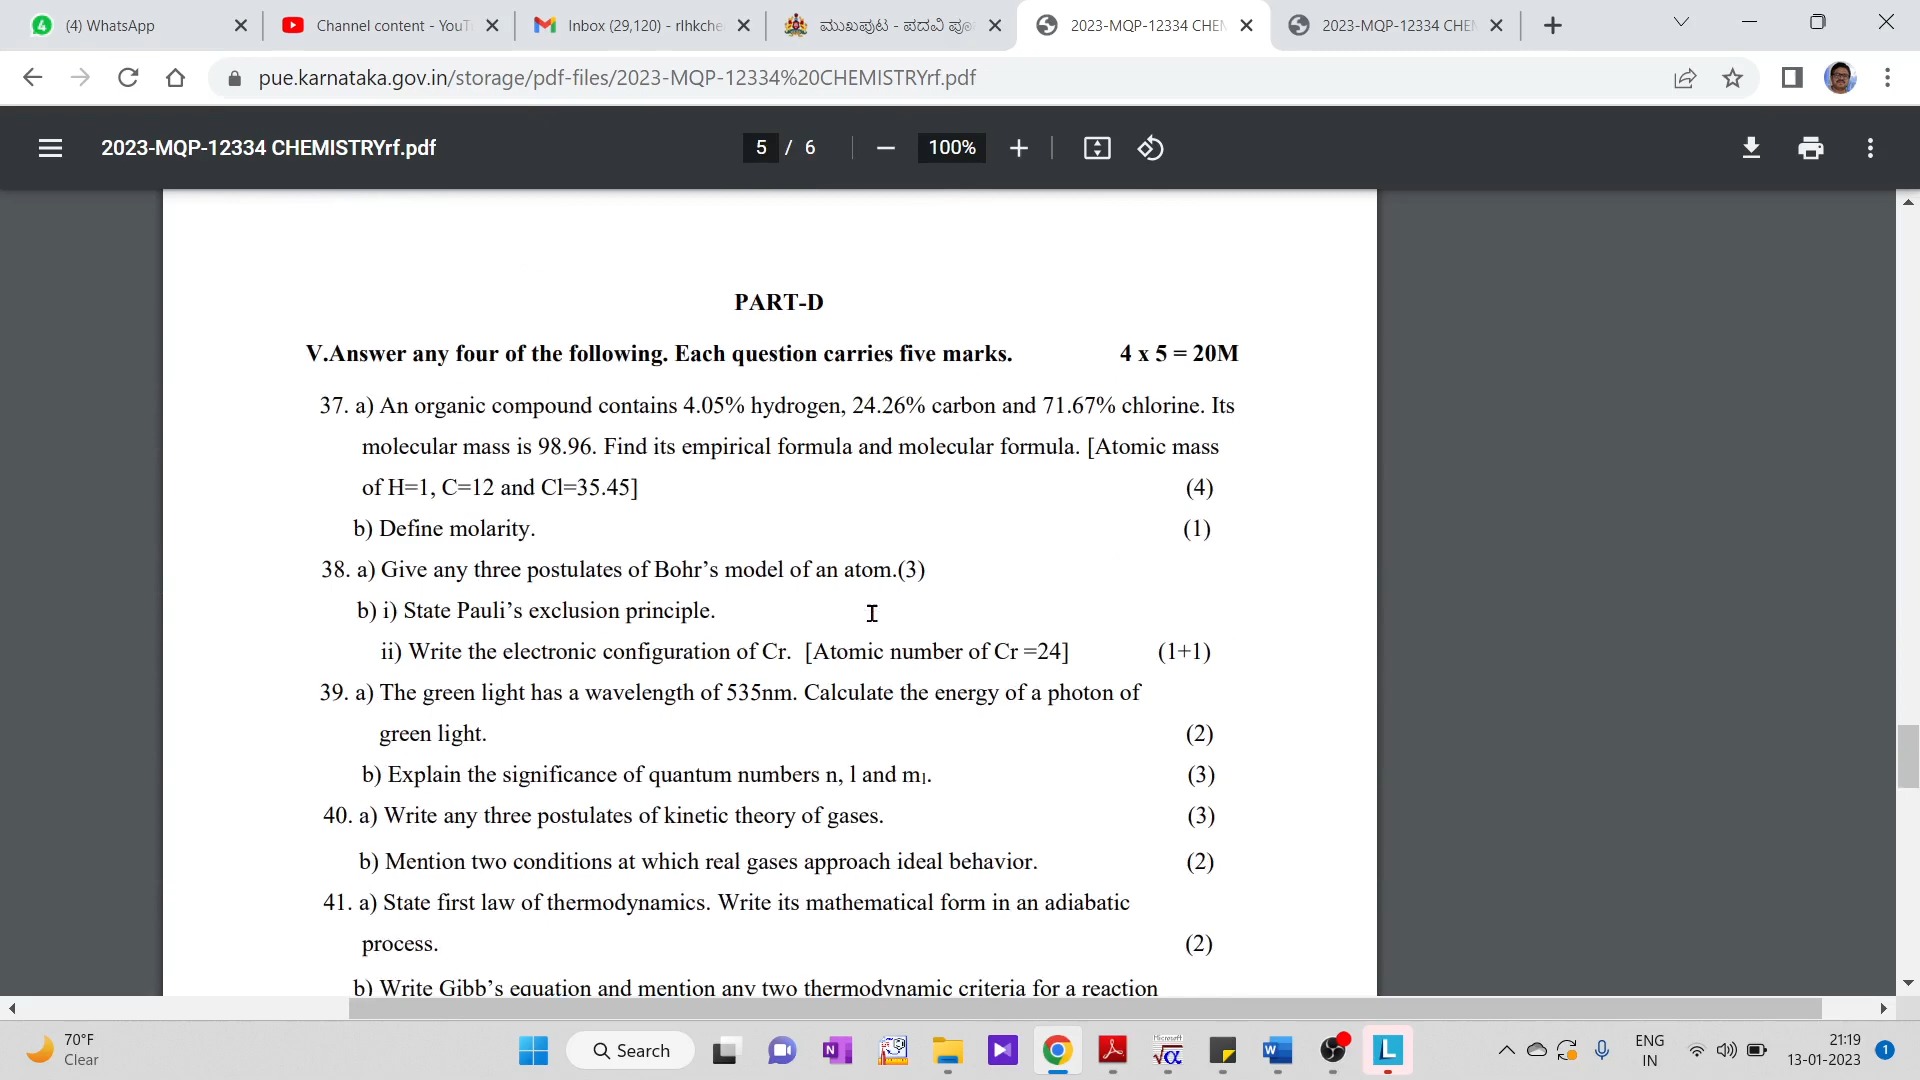 (4) WhatsApp
Channel content - YouT
Inbox (29,120) - rlhkche
ಮುಖಪುಟ - ಪದವಿ ಪೂ
2023-MQP-12334 CHEM
2023-MQP-12334 CHEM
pue.karnataka.gov.in/storage/pdf-files/2023-MQP-12334%20CHEMISTRYrf.pdf
2023-MQP-12334 CHEMISTRYrf.pdf
5 / 6
100%
PART-D
V.Answer any four of the following. Each question carries five marks. 4 x 5 = 20M
37. a) An organic compound contains 4.05% hydrogen, 24.26% carbon and 71.67% chlorine. Its
molecular mass is 98.96. Find its empirical formula and molecular formula. [Atomic mass
of H=1, C=12 and Cl=35.45] (4)
b) Define molarity. (1)
38. a) Give any three postulates of Bohr’s model of an atom.(3)
b) i) State Pauli’s exclusion principle.
ii) Write the electronic configuration of Cr. [Atomic number of Cr =24] (1+1)
39. a) The green light has a wavelength of 535nm. Calculate the energy of a photon of
green light. (2)
b) Explain the significance of quantum numbers n, l and mₗ. (3)
40. a) Write any three postulates of kinetic theory of gases. (3)
b) Mention two conditions at which real gases approach ideal behavior. (2)
41. a) State first law of thermodynamics. Write its mathematical form in an adiabatic
process. (2)
b) Write Gibb’s equation and mention any two thermodynamic criteria for a reaction
70°F
Clear
Search
ENG
IN
21:19
13-01-2023
1